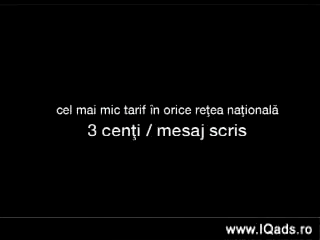 cel mai mic tarif în orice reţea naţională
3 cenţi / mesaj scris
www.IQads.ro